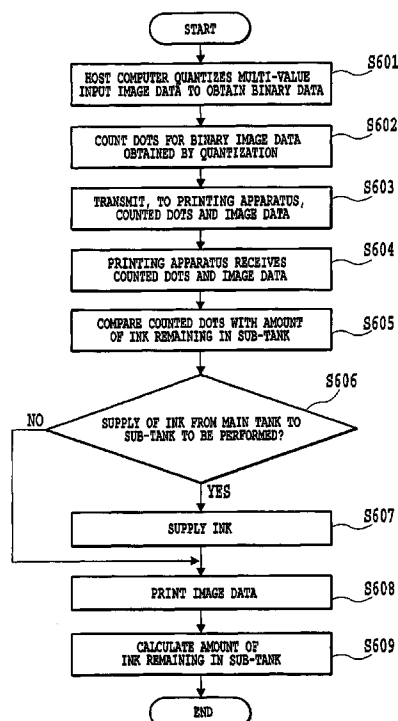 START
S601
HOST COMPUTER QUANTIZES MULTI-VALUE
INPUT IMAGE DATA TO OBTAIN BINARY DATA
S602
COUNT DOTS FOR BINARY IMAGE DATA
OBTAINED BY QUANTIZATION
S603
TRANSMIT, TO PRINTING APPARATUS,
COUNTED DOTS AND IMAGE DATA
S604
PRINTING APPARATUS RECEIVES
COUNTED DOTS AND IMAGE DATA
S605
COMPARE COUNTED DOTS WITH AMOUNT
OF INK REMAINING IN SUB-TANK
S606
NO
SUPPLY OF INK FROM MAIN TANK TO
SUB-TANK TO BE PERFORMED?
YES
S607
SUPPLY INK
S608
PRINT IMAGE DATA
S609
CALCULATE AMOUNT OF
INK REMAINING IN SUB-TANK
END